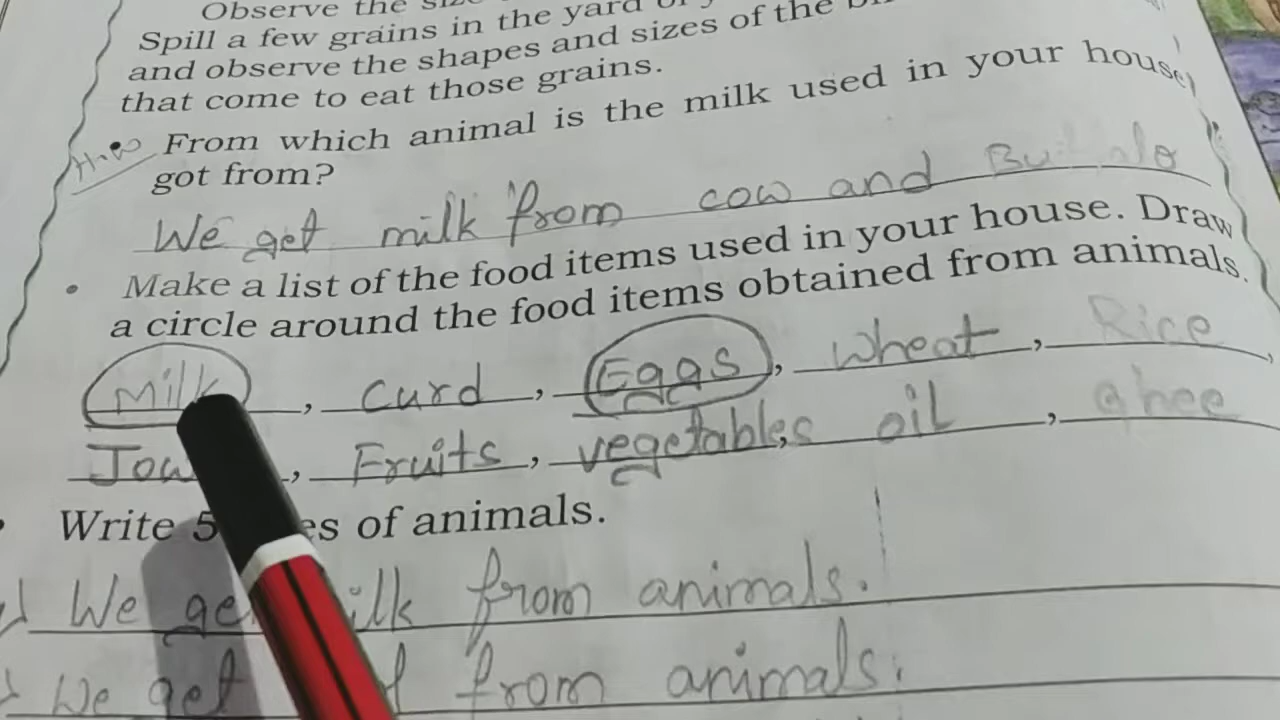 Observe the
Spill a few grains in the yard
and observe the shapes and sizes of the
that come to eat those grains.
H.W From which animal is the milk used in your house
got from?
We get milk from cow and
• Make a list of the food items used in your house. Draw
a circle around the food items obtained from animals.
Milk, curd, Eggs, wheat, Rice,
Fruits, vegetables, oil, Ghee
Write 5 of animals.
We from animals.
We get from animals.